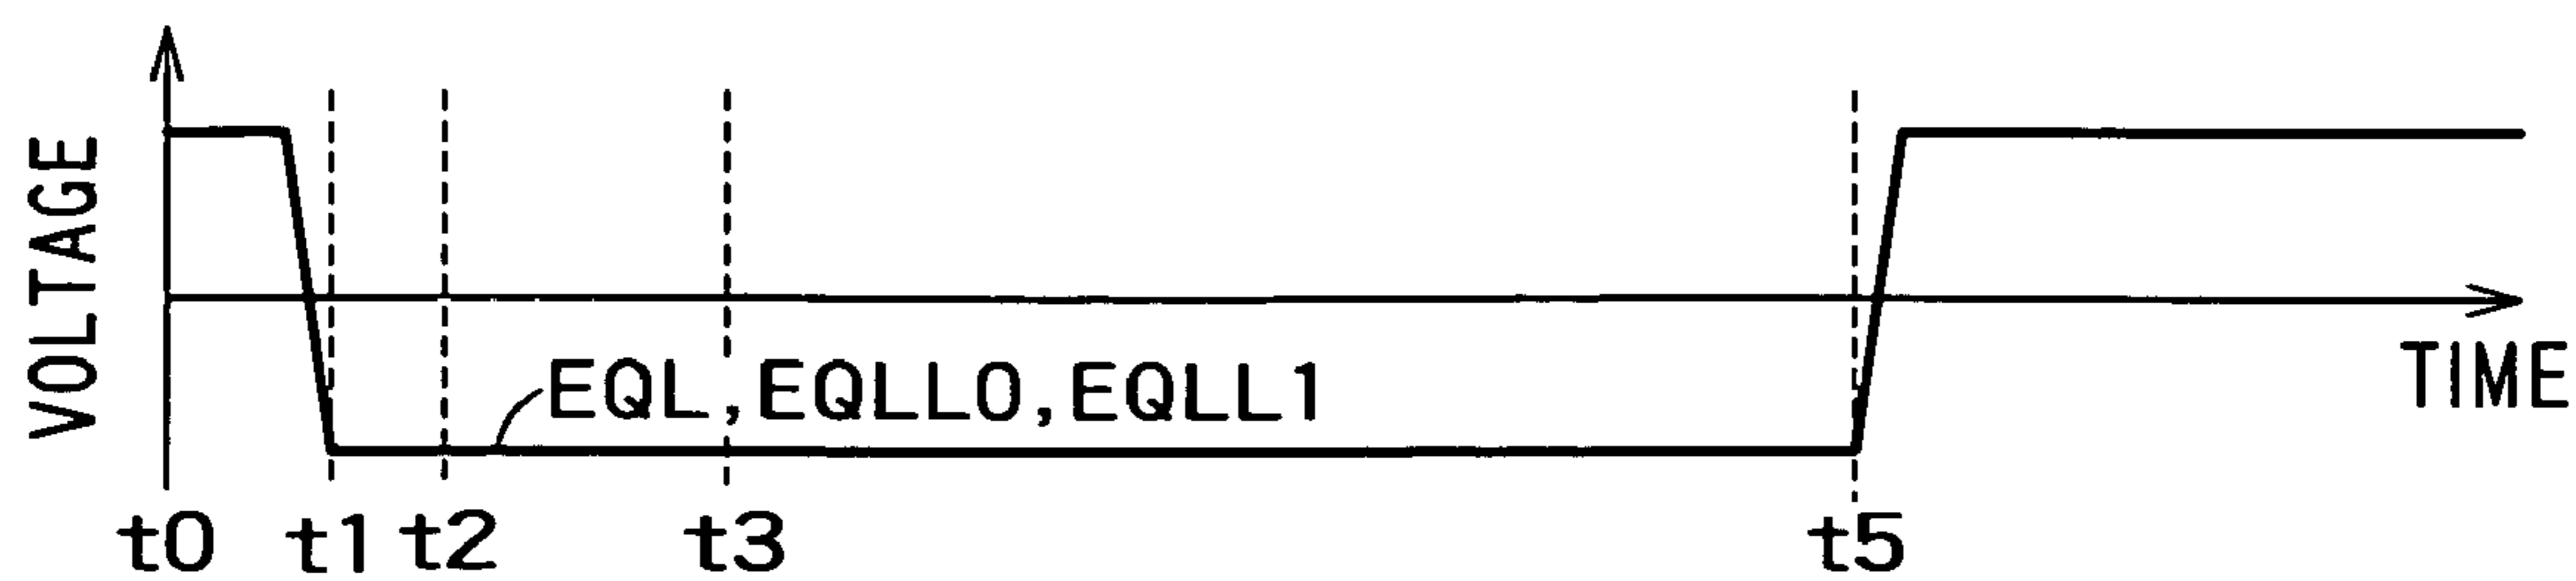 VOLTAGE
EQL, EQLL0, EQLL1
TIME
t0 t1 t2 t3 t5